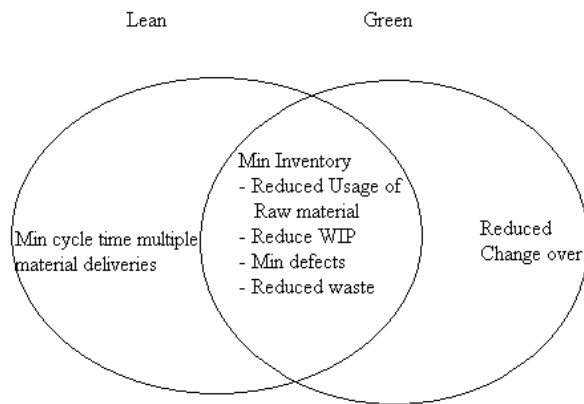 Lean
Green
Min Inventory
- Reduced Usage of
Raw material
- Reduce WIP
- Min defects
- Reduced waste
Min cycle time multiple
material deliveries
Reduced
Change over